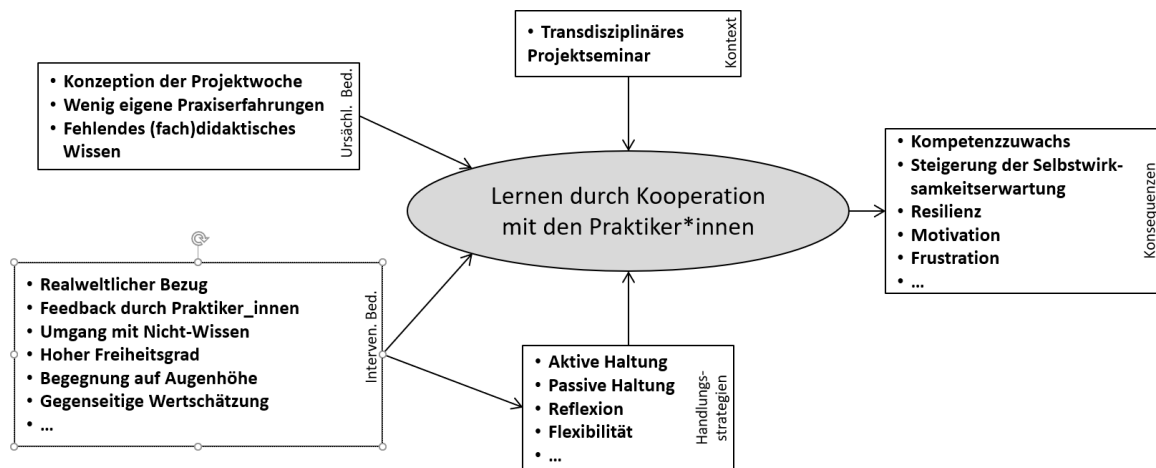 • Transdisziplinäres
Projektseminar
Kontext
• Konzeption der Projektwoche
• Wenig eigene Praxiserfahrungen
• Fehlendes (fach)didaktisches
Wissen
Ursächl. Bed.
Lernen durch Kooperation
mit den Praktiker*innen
• Kompetenzzuwachs
• Steigerung der Selbstwirk-
samkeitserwartung
• Resilienz
• Motivation
• Frustration
• ...
Konsequenzen
• Realweltlicher Bezug
• Feedback durch Praktiker_innen
• Umgang mit Nicht-Wissen
• Hoher Freiheitsgrad
• Begegnung auf Augenhöhe
• Gegenseitige Wertschätzung
• ...
Interven. Bed.
• Aktive Haltung
• Passive Haltung
• Reflexion
• Flexibilität
• ...
Handlungs-
strategien